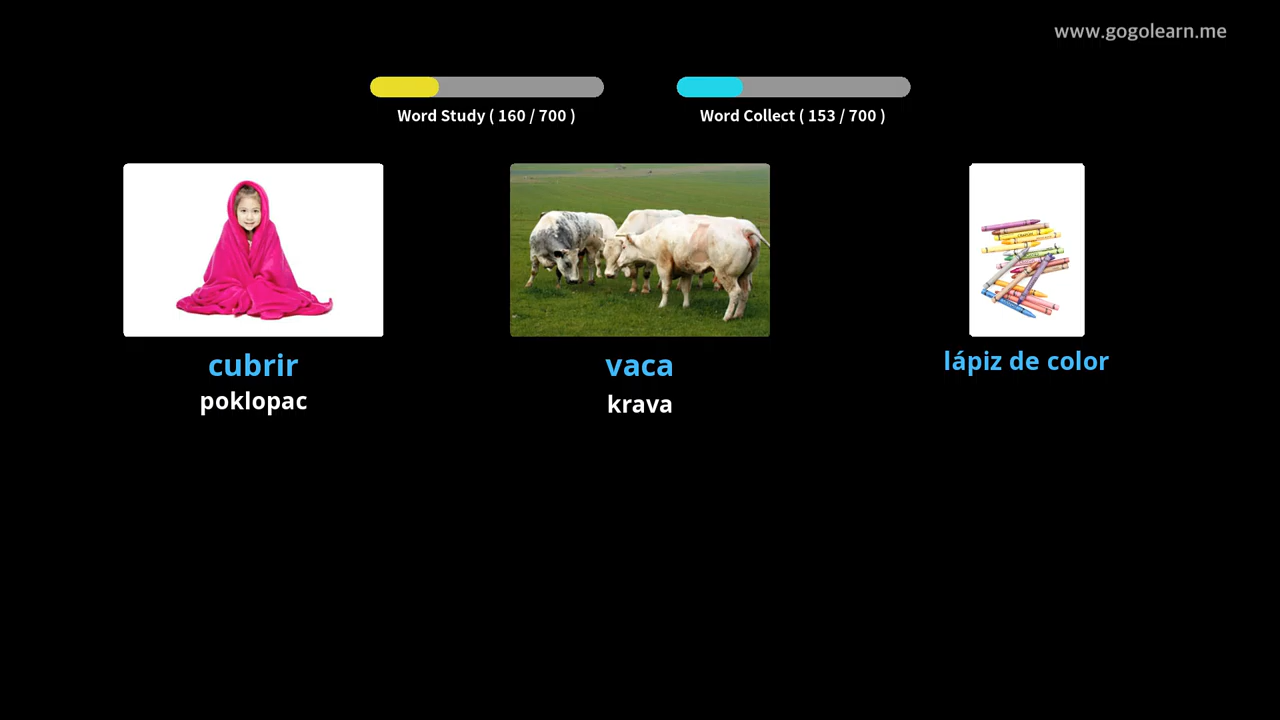 www.gogolearn.me
Word Study ( 160 / 700 )
Word Collect ( 153 / 700 )
cubrir
poklopac
vaca
krava
lápiz de color